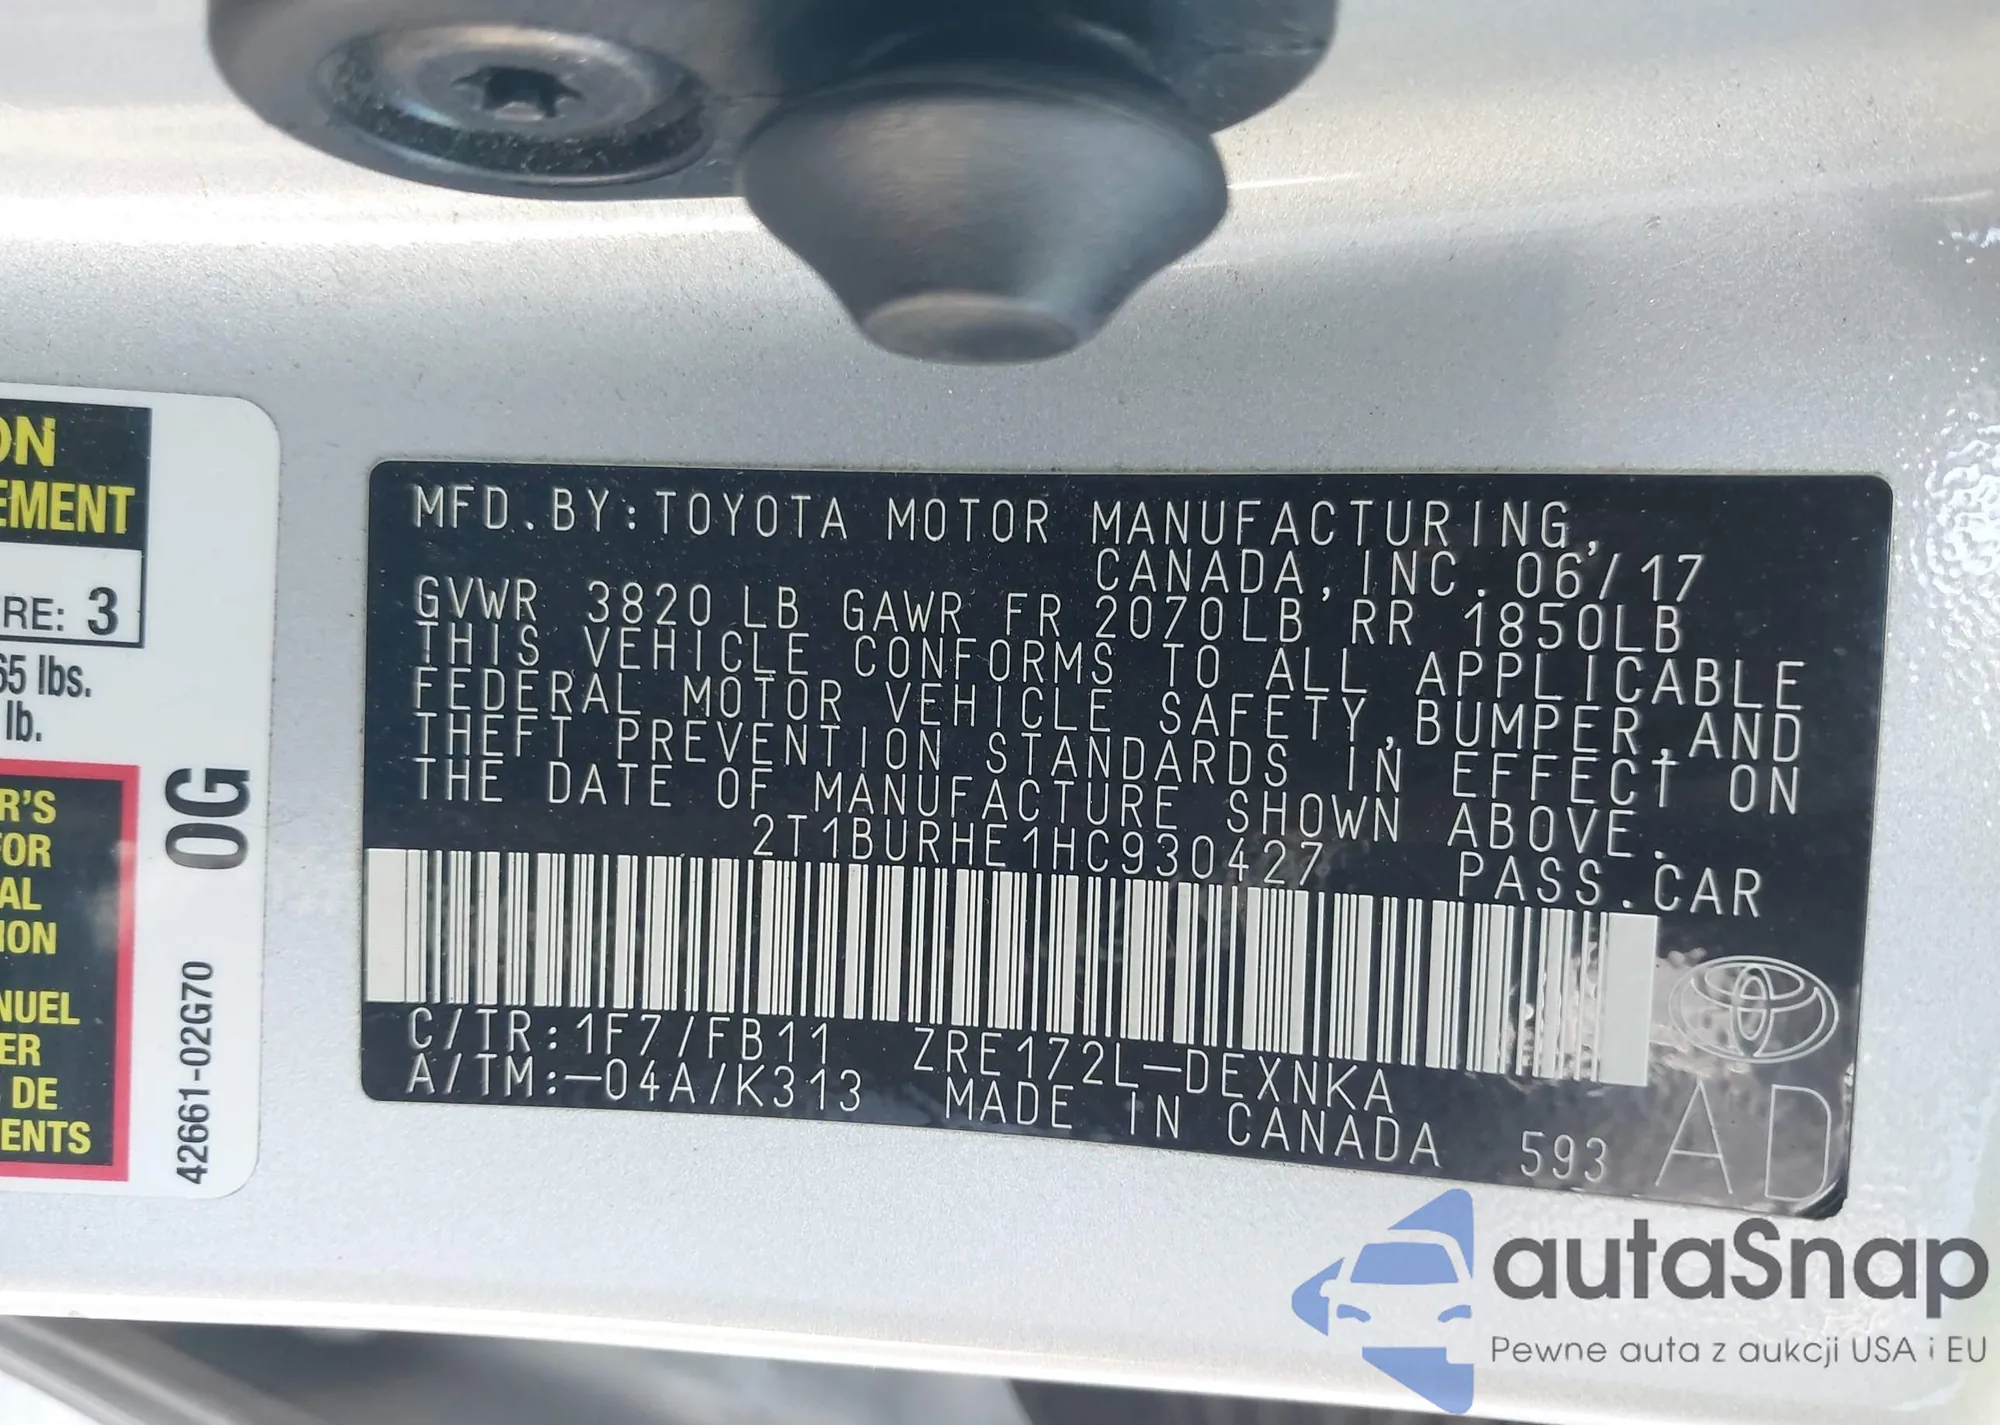 ON
EMENT
RE: 3
65 lbs.
lb.
R'S
FOR
AL
ION
NUEL
ER
DE
ENTS
0G
42661-02G70
MFD.BY:TOYOTA MOTOR MANUFACTURING,
CANADA,INC.06/17
GVWR 3820LB GAWR FR 2070LB RR 1850LB
THIS VEHICLE CONFORMS TO ALL APPLICABLE
FEDERAL MOTOR VEHICLE SAFETY,BUMPER,AND
THEFT PREVENTION STANDARDS IN EFFECT ON
THE DATE OF MANUFACTURE SHOWN ABOVE.
2T1BURHE1HC930427 PASS.CAR
C/TR:1F7/FB11 ZRE172L-DEXNKA
A/TM:-04A/K313 MADE IN CANADA 593 AD
autaSnap
Pewne auta z aukcji USA i EU